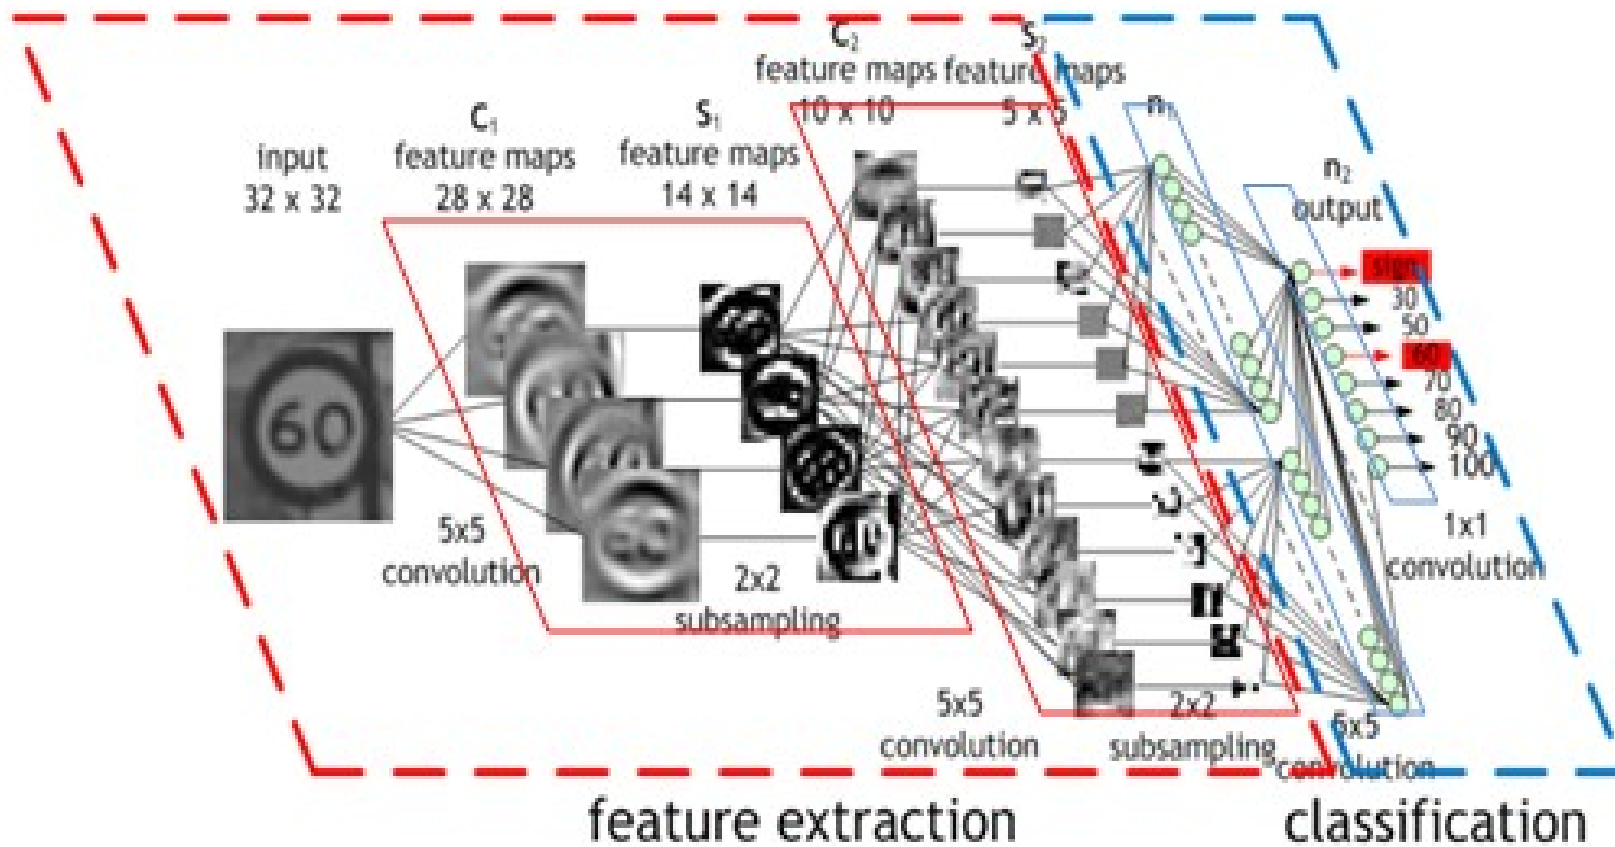 input
32 x 32
C₁
feature maps
28 x 28
S₁
feature maps
14 x 14
C₂
feature maps
10 x 10
S₂
feature maps
5 x 5
n₁
n₂
output
60
sign
30
50
60
70
80
90
100
5x5
convolution
2x2
subsampling
5x5
convolution
2x2
subsampling
5x5
convolution
1x1
convolution
feature extraction
classification